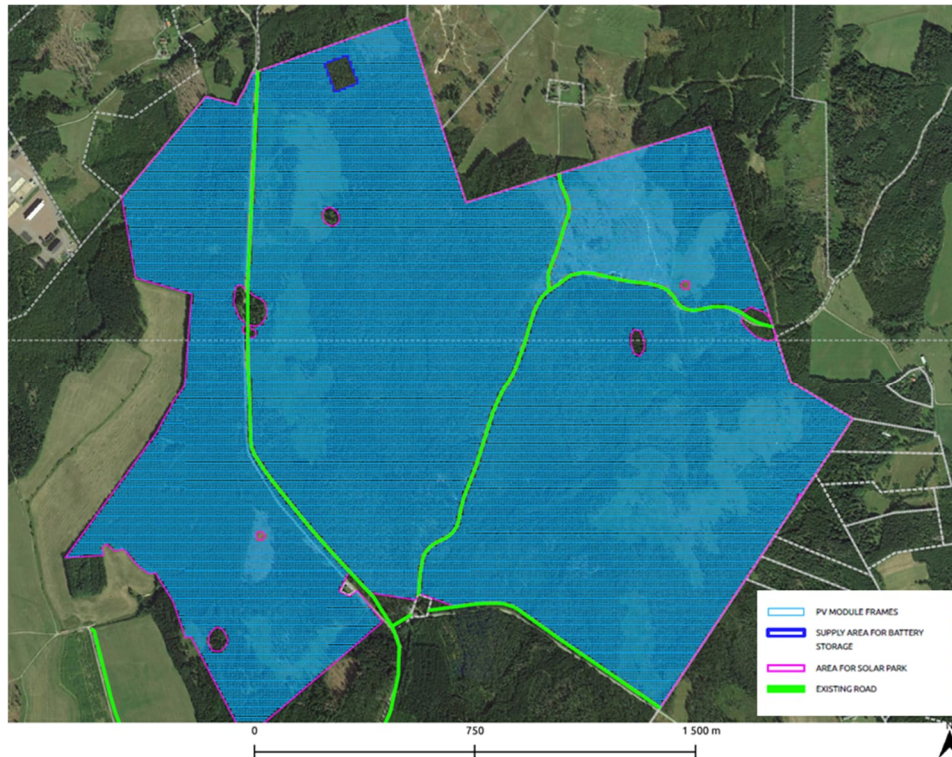 PV MODULE FRAMES
SUPPLY AREA FOR BATTERY
STORAGE
AREA FOR SOLAR PARK
EXISTING ROAD
0 750 1 500 m